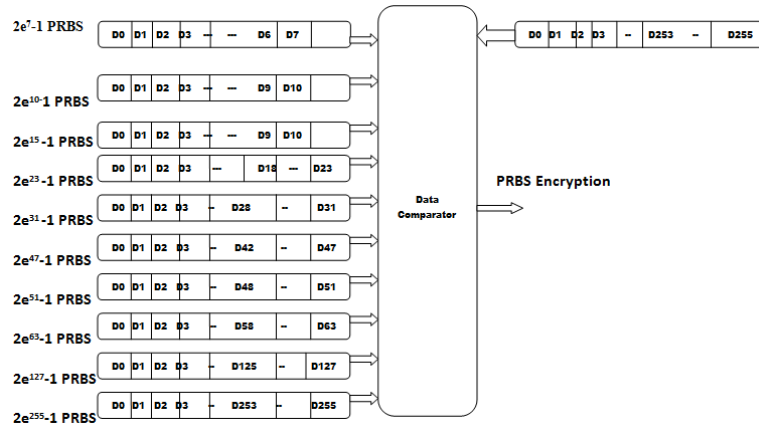 2e⁷-1 PRBS D0 D1 D2 D3 --- --- D6 D7
D0 D1 D2 D3 -- D253 -- D255
2e¹⁰⁻1 PRBS D0 D1 D2 D3 --- --- D9 D10
2e¹⁵-1 PRBS D0 D1 D2 D3 -- --- D9 D10
2e²³-1 PRBS D0 D1 D2 D3 --- D18 --- D23
PRBS Encryption
2e³¹-1 PRBS D0 D1 D2 D3 -- D28 -- D31
Data
Comparator
2e⁴⁷-1 PRBS D0 D1 D2 D3 -- D42 -- D47
2e⁵¹-1 PRBS D0 D1 D2 D3 -- D48 -- D51
2e⁶³-1 PRBS D0 D1 D2 D3 -- D58 -- D63
2e¹²⁷-1 PRBS D0 D1 D2 D3 -- D125 -- D127
2e²⁵⁵-1 PRBS D0 D1 D2 D3 -- D253 -- D255